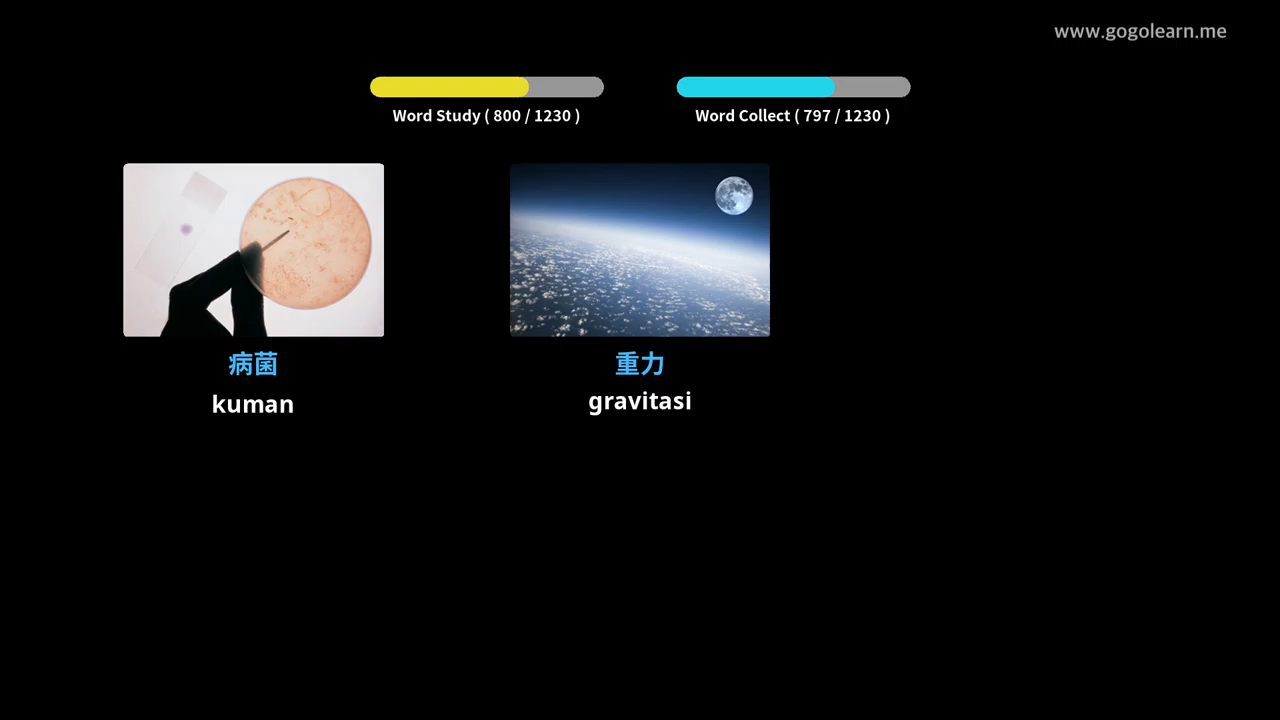 www.gogolearn.me
Word Study ( 800 / 1230 )
Word Collect ( 797 / 1230 )
病菌
kuman
重力
gravitasi